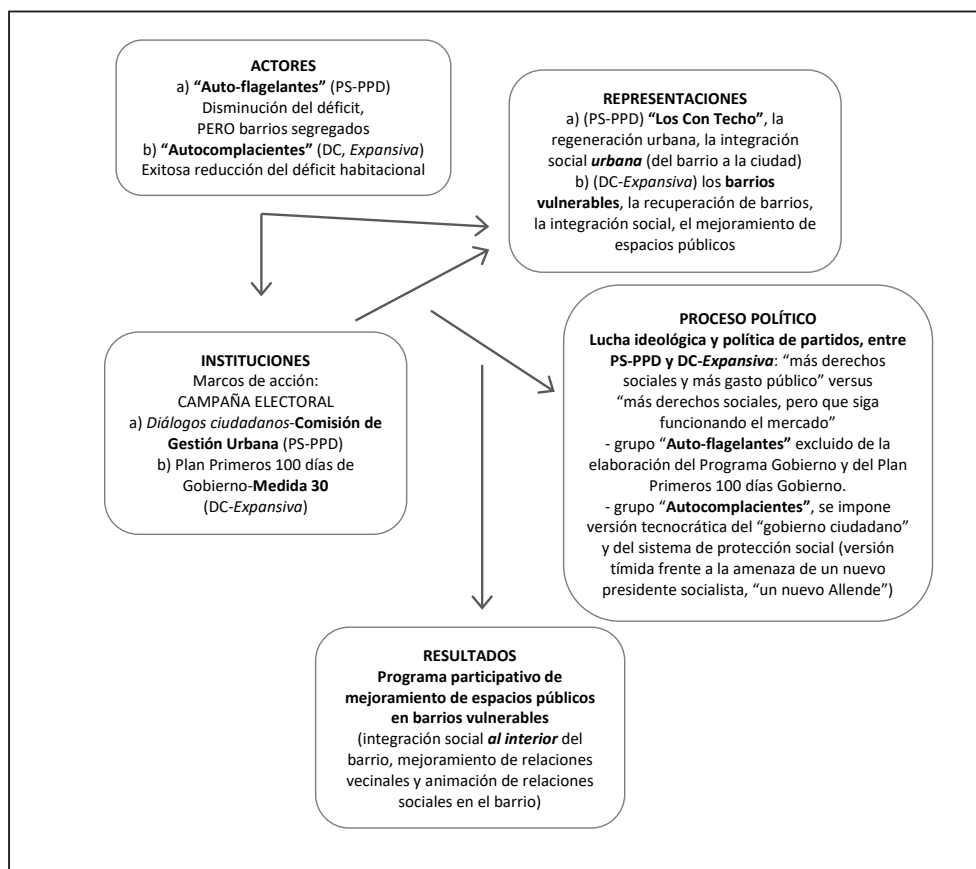 ACTORES
a) “Auto-flagelantes” (PS-PPD)
Disminución del déficit,
PERO barrios segregados
b) “Autocomplacientes” (DC, Expansiva)
Exitosa reducción del déficit habitacional
REPRESENTACIONES
a) (PS-PPD) “Los Con Techo”, la
regeneración urbana, la integración
social urbana (del barrio a la ciudad)
b) (DC-Expansiva) los barrios
vulnerables, la recuperación de barrios,
la integración social, el mejoramiento de
espacios públicos
INSTITUCIONES
Marcos de acción:
CAMPAÑA ELECTORAL
a) Diálogos ciudadanos-Comisión de
Gestión Urbana (PS-PPD)
b) Plan Primeros 100 días de
Gobierno-Medida 30
(DC-Expansiva)
PROCESO POLÍTICO
Lucha ideológica y política de partidos, entre
PS-PPD y DC-Expansiva: “más derechos
sociales y más gasto público” versus
“más derechos sociales, pero que siga
funcionando el mercado”
- grupo “Auto-flagelantes” excluido de la
elaboración del Programa Gobierno y del Plan
Primeros 100 días Gobierno.
- grupo “Autocomplacientes”, se impone
versión tecnocrática del “gobierno ciudadano”
y del sistema de protección social (versión
tímida frente a la amenaza de un nuevo
presidente socialista, “un nuevo Allende”)
RESULTADOS
Programa participativo de
mejoramiento de espacios públicos
en barrios vulnerables
(integración social al interior del
barrio, mejoramiento de relaciones
vecinales y animación de relaciones
sociales en el barrio)